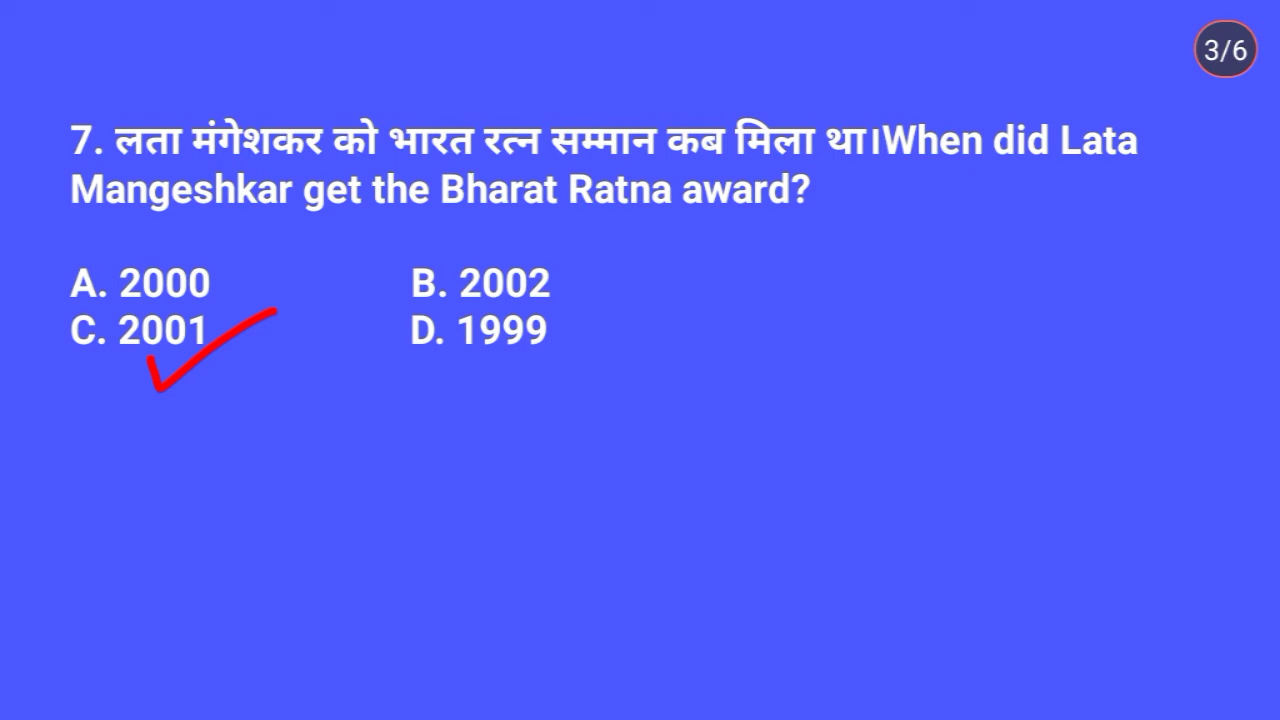 3/6
7. लता मंगेशकर को भारत रत्न सम्मान कब मिला था।When did Lata
Mangeshkar get the Bharat Ratna award?
A. 2000 B. 2002
C. 2001 D. 1999